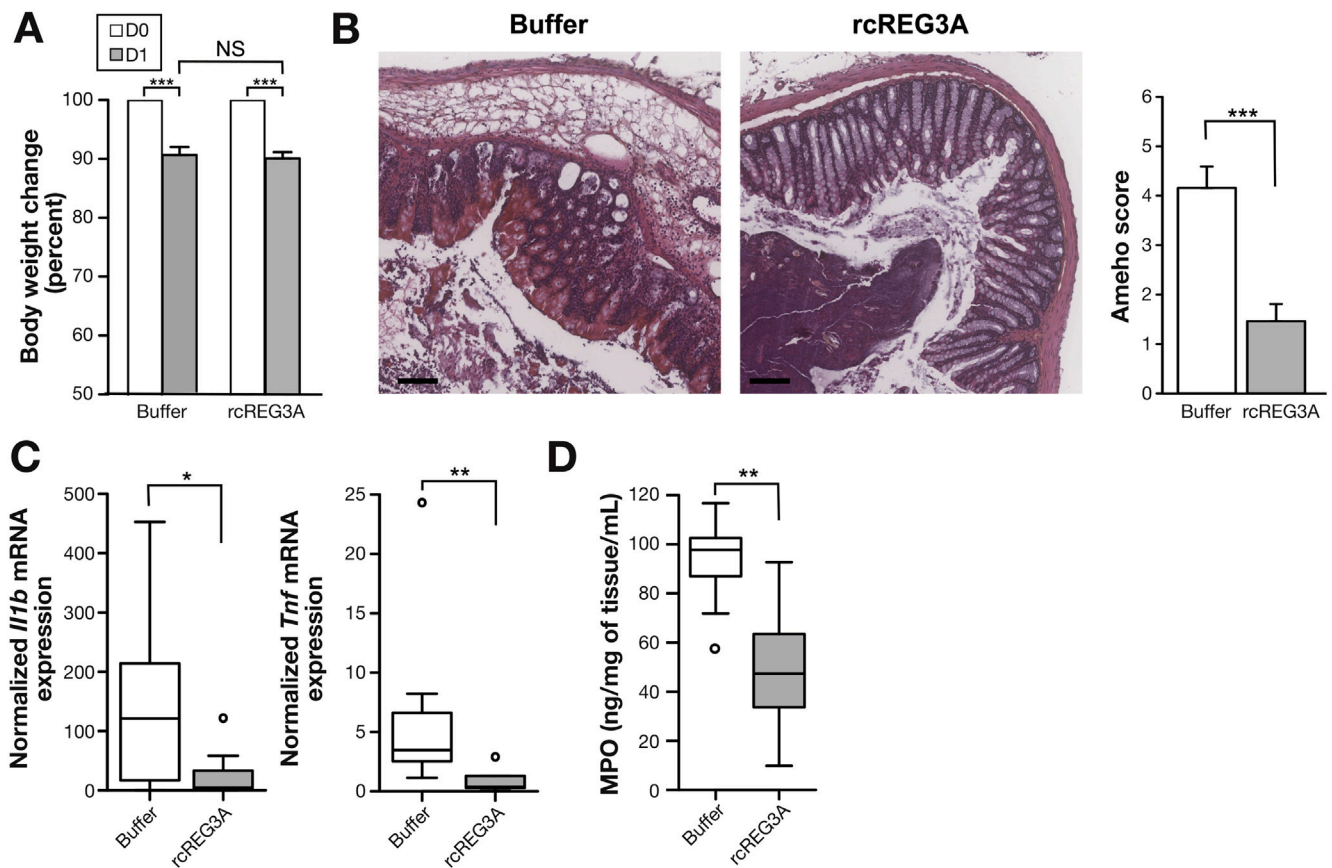 A
D0
D1
NS
***
***
Body weight change
(percent)
100
90
80
70
60
50
Buffer
rcREG3A
B
Buffer
rcREG3A
Ameho score
6
5
4
3
2
1
0
***
Buffer
rcREG3A
C
Normalized Il1b mRNA
expression
500
400
300
200
100
0
*
Buffer
rcREG3A
Normalized Tnf mRNA
expression
25
20
15
10
5
0
**
Buffer
rcREG3A
D
MPO (ng/mg of tissue/mL)
120
100
80
60
40
20
0
**
Buffer
rcREG3A